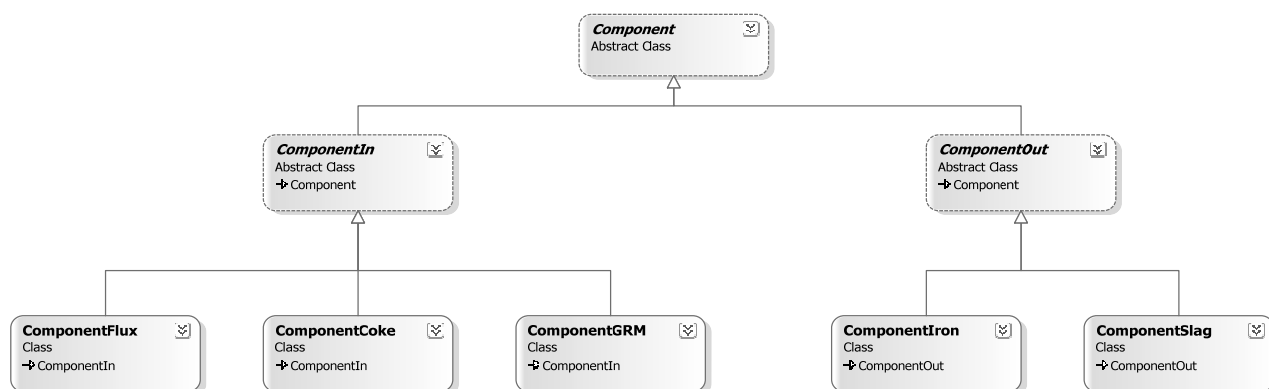 Component
Abstract Class
ComponentIn
Abstract Class
Component
ComponentOut
Abstract Class
Component
ComponentFlux
Class
ComponentIn
ComponentCoke
Class
ComponentIn
ComponentGRM
Class
ComponentIn
ComponentIron
Class
ComponentOut
ComponentSlag
Class
ComponentOut